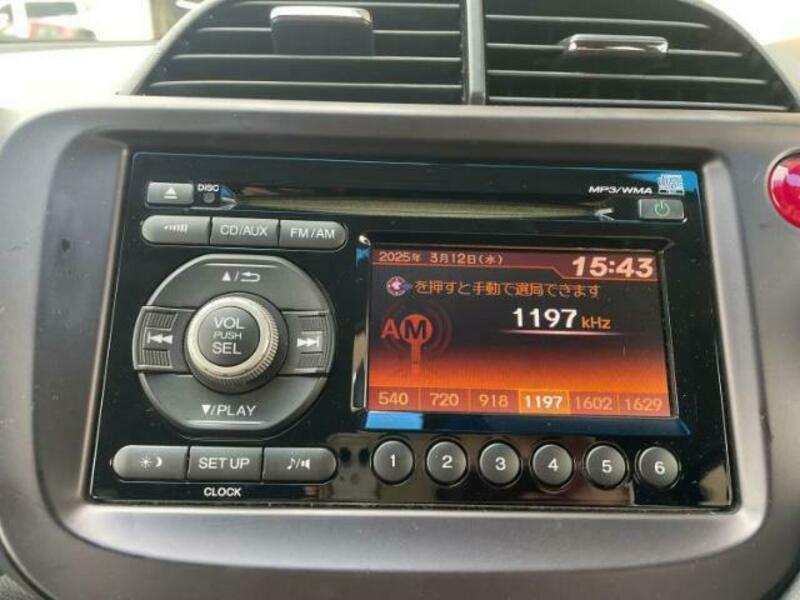 DISC
MP3/WMA
CD/AUX FM/AM
2025年 3月12日(水) 15:43
を押すと手動で選局できます
AM 1197 kHz
540 720 918 1197 1602 1629
VOL
PUSH
SEL
▼/PLAY
SET UP
CLOCK
1 2 3 4 5 6